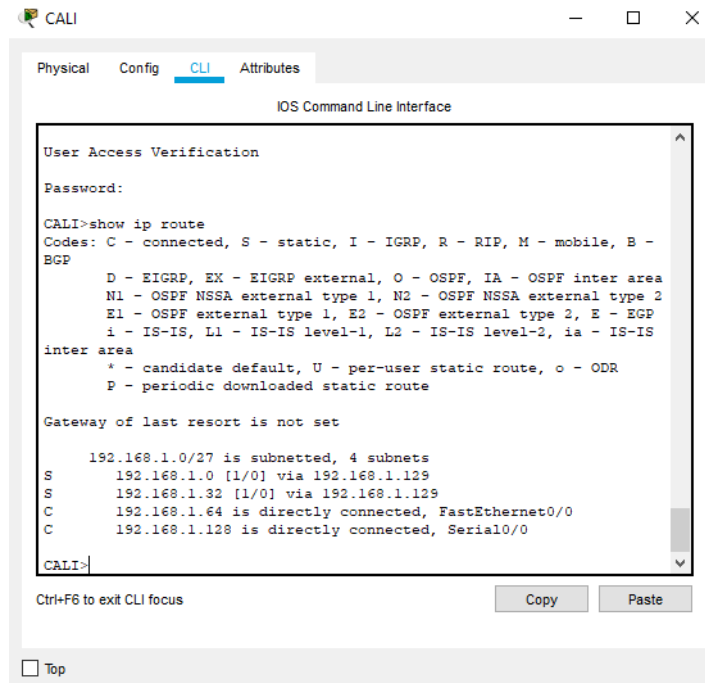 CALI
Physical Config CLI Attributes
IOS Command Line Interface
User Access Verification
Password:
CALI>show ip route
Codes: C - connected, S - static, I - IGRP, R - RIP, M - mobile, B -
BGP
D - EIGRP, EX - EIGRP external, O - OSPF, IA - OSPF inter area
N1 - OSPF NSSA external type 1, N2 - OSPF NSSA external type 2
E1 - OSPF external type 1, E2 - OSPF external type 2, E - EGP
i - IS-IS, L1 - IS-IS level-1, L2 - IS-IS level-2, ia - IS-IS
inter area
* - candidate default, U - per-user static route, o - ODR
P - periodic downloaded static route
Gateway of last resort is not set
192.168.1.0/27 is subnetted, 4 subnets
S 192.168.1.0 [1/0] via 192.168.1.129
S 192.168.1.32 [1/0] via 192.168.1.129
C 192.168.1.64 is directly connected, FastEthernet0/0
C 192.168.1.128 is directly connected, Serial0/0
CALI>
Ctrl+F6 to exit CLI focus Copy Paste
Top